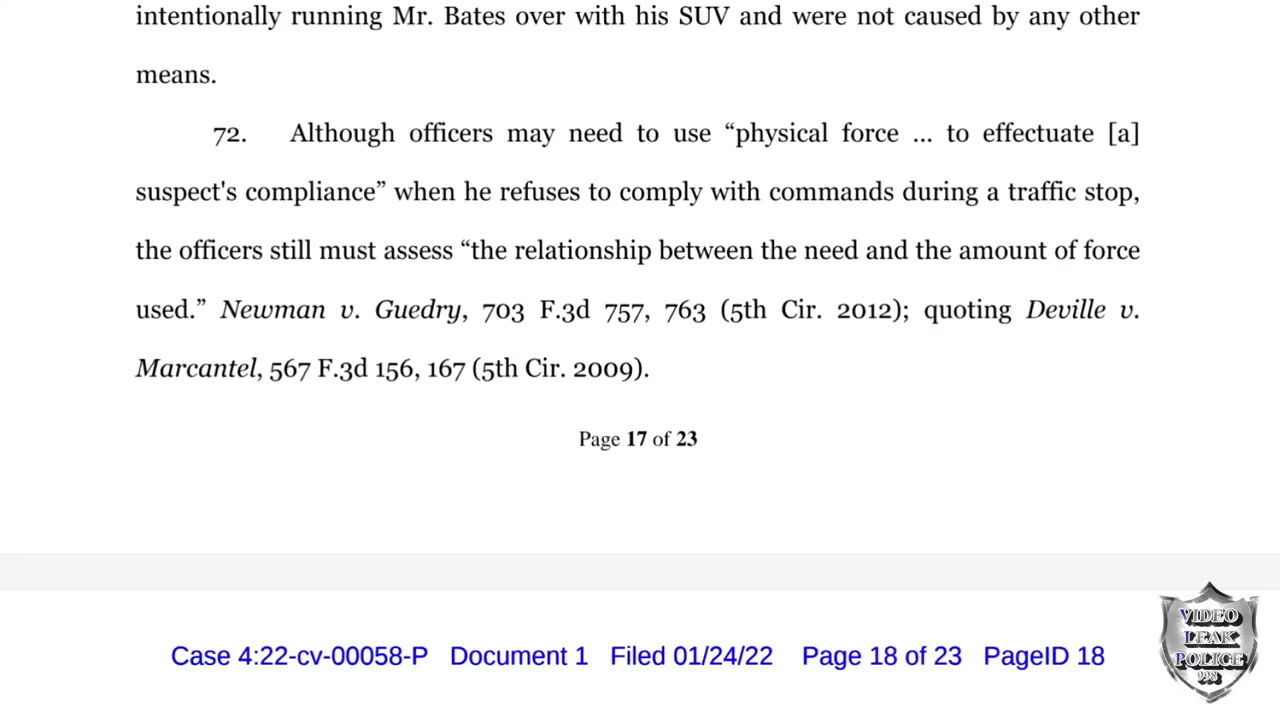 intentionally running Mr. Bates over with his SUV and were not caused by any other
means.
72. Although officers may need to use “physical force ... to effectuate [a]
suspect's compliance” when he refuses to comply with commands during a traffic stop,
the officers still must assess “the relationship between the need and the amount of force
used.” Newman v. Guedry, 703 F.3d 757, 763 (5th Cir. 2012); quoting Deville v.
Marcantel, 567 F.3d 156, 167 (5th Cir. 2009).
Page 17 of 23
Case 4:22-cv-00058-P Document 1 Filed 01/24/22 Page 18 of 23 PageID 18
VIDEO
LEAK
POLICE